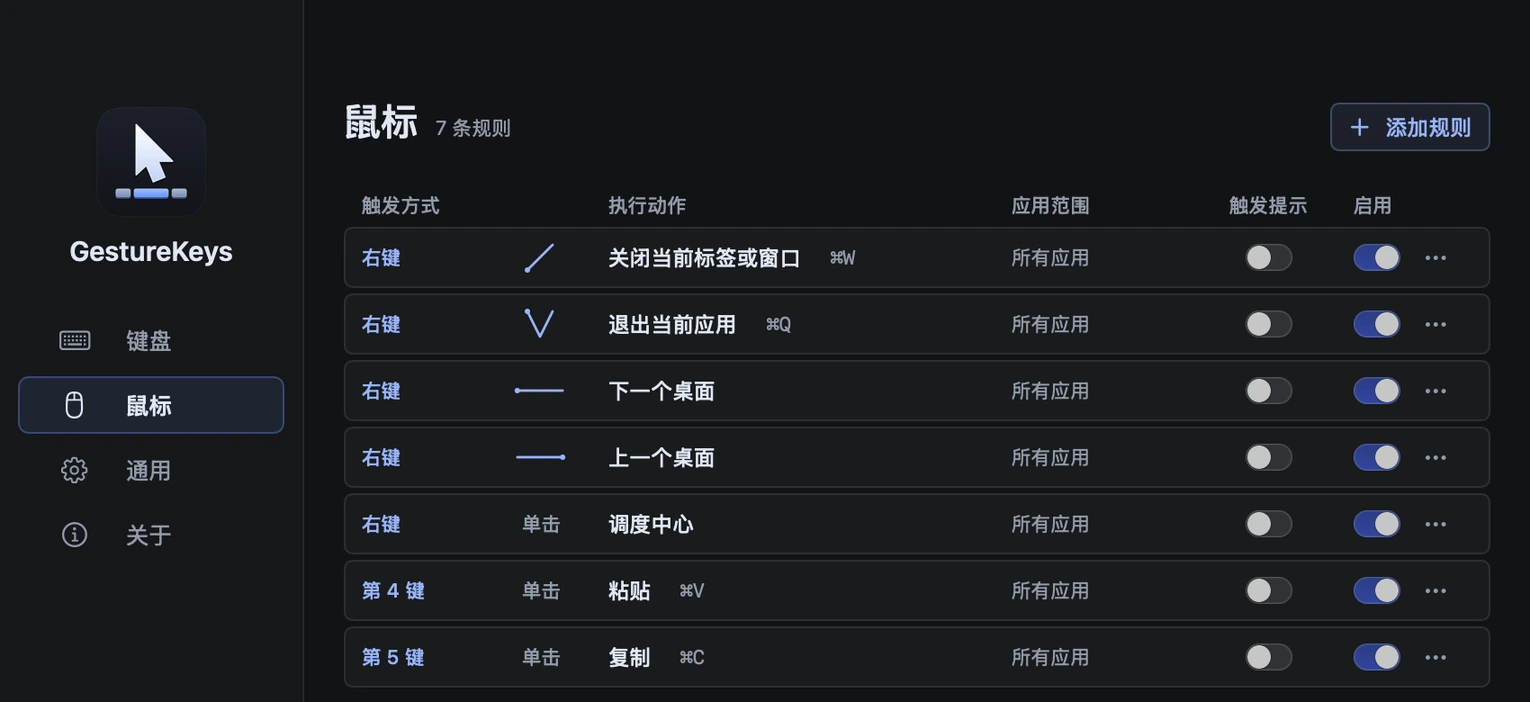 GestureKeys
键盘
鼠标
通用
关于
鼠标 7 条规则
添加规则
触发方式 执行动作 应用范围 触发提示 启用
右键 关闭当前标签或窗口 ⌘W 所有应用
右键 退出当前应用 ⌘Q 所有应用
右键 下一个桌面 所有应用
右键 上一个桌面 所有应用
右键 单击 调度中心 所有应用
第 4 键 单击 粘贴 ⌘V 所有应用
第 5 键 单击 复制 ⌘C 所有应用